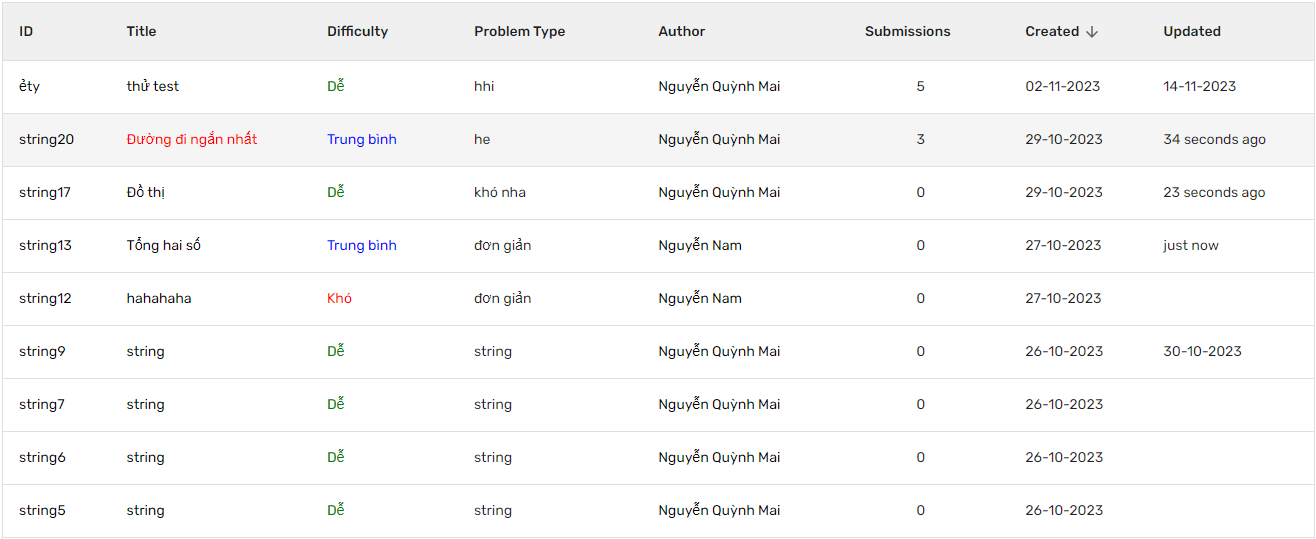 ID Title Difficulty Problem Type Author Submissions Created ↓ Updated
ẻty thử test Dễ hhi Nguyễn Quỳnh Mai 5 02-11-2023 14-11-2023
string20 Đường đi ngắn nhất Trung bình he Nguyễn Quỳnh Mai 3 29-10-2023 34 seconds ago
string17 Đồ thị Dễ khó nha Nguyễn Quỳnh Mai 0 29-10-2023 23 seconds ago
string13 Tổng hai số Trung bình đơn giản Nguyễn Nam 0 27-10-2023 just now
string12 hahahaha Khó đơn giản Nguyễn Nam 0 27-10-2023
string9 string Dễ string Nguyễn Quỳnh Mai 0 26-10-2023 30-10-2023
string7 string Dễ string Nguyễn Quỳnh Mai 0 26-10-2023
string6 string Dễ string Nguyễn Quỳnh Mai 0 26-10-2023
string5 string Dễ string Nguyễn Quỳnh Mai 0 26-10-2023